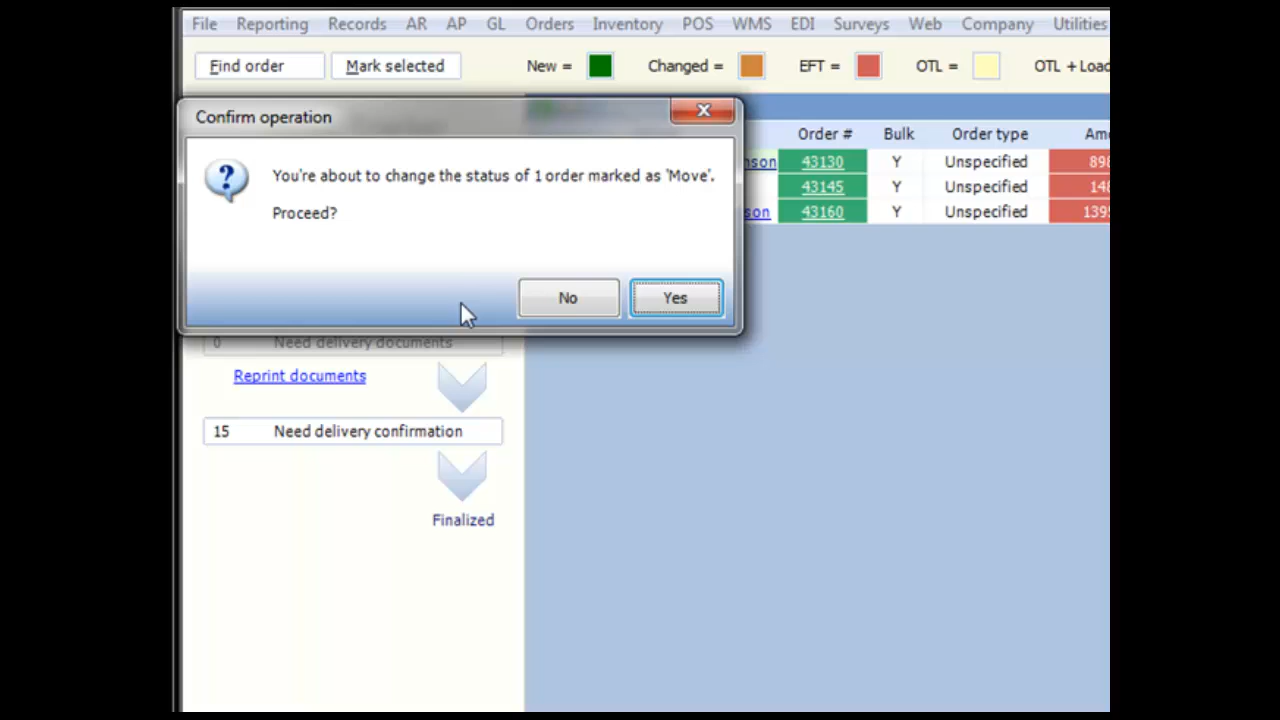 File Reporting Records AR AP GL Orders Inventory POS WMS EDI Surveys Web Company Utilities
Find order Mark selected New = Changed = EFT = OTL = OTL + Load
Confirm operation
Order # Bulk Order type
43130 Y Unspecified
You're about to change the status of 1 order marked as 'Move'.
43145 Y Unspecified
Proceed?
43160 Y Unspecified
No Yes
0 Need delivery documents
Reprint documents
15 Need delivery confirmation
Finalized